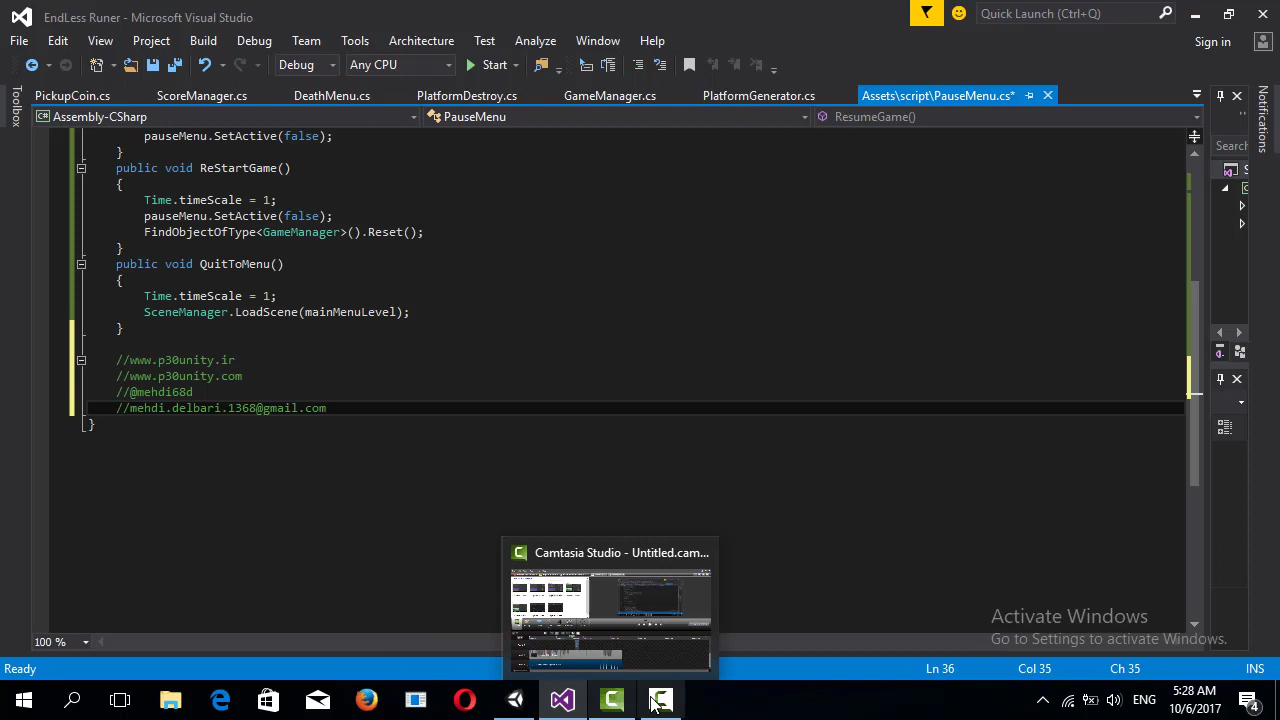 EndLess Runer - Microsoft Visual Studio
Quick Launch (Ctrl+Q)
File Edit View Project Build Debug Team Tools Architecture Test Analyze Window Help
Sign in
Debug Any CPU Start
PickupCoin.cs ScoreManager.cs DeathMenu.cs PlatformDestroy.cs GameManager.cs PlatformGenerator.cs Assets\script\PauseMenu.cs*
Toolbox
Notifications
Assembly-CSharp PauseMenu ResumeGame()
Search
pauseMenu.SetActive(false);
}
public void ReStartGame()
{
Time.timeScale = 1;
pauseMenu.SetActive(false);
FindObjectOfType<GameManager>().Reset();
}
public void QuitToMenu()
{
Time.timeScale = 1;
SceneManager.LoadScene(mainMenuLevel);
}
//www.p30unity.ir
//www.p30unity.com
//@mehdi68d
//mehdi.delbari.1368@gmail.com
}
Camtasia Studio - Untitled.cam...
Activate Windows
Go to Settings to activate Windows.
100 %
Ready Ln 36 Col 35 Ch 35 INS
ENG
5:28 AM
10/6/2017
4